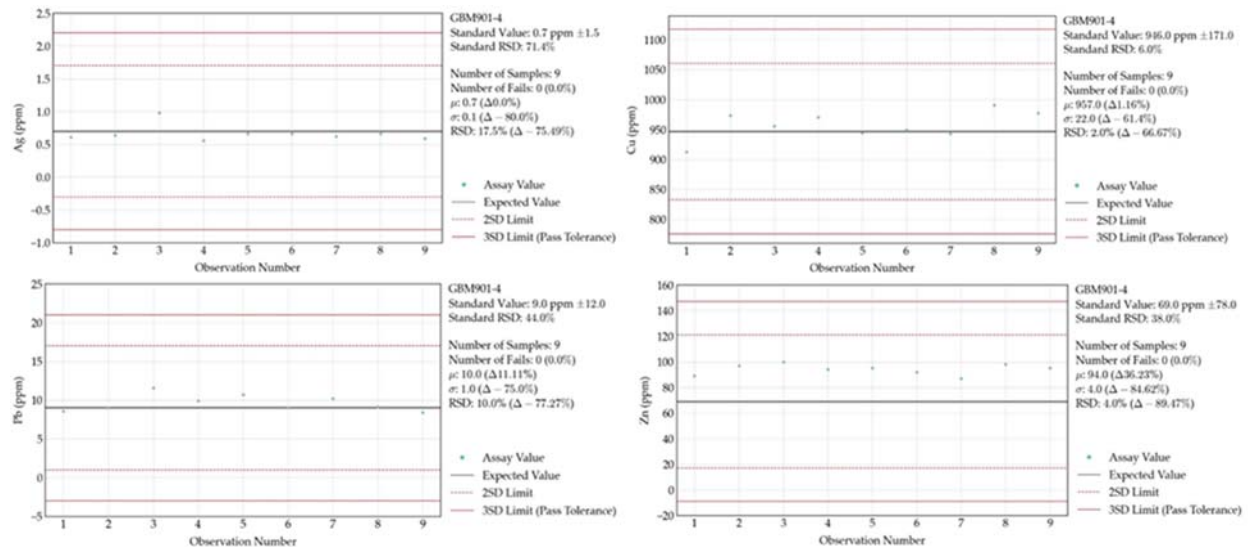 2.5
2.0
1.5
1.0
0.5
0.0
−0.5
−1.0
Ag (ppm)
1 2 3 4 5 6 7 8 9
Observation Number
GBM901-4
Standard Value: 0.7 ppm ±1.5
Standard RSD: 71.4%
Number of Samples: 9
Number of Fails: 0 (0.0%)
μ: 0.7 (Δ0.0%)
σ: 0.1 (Δ − 80.0%)
RSD: 17.5% (Δ − 75.49%)
Assay Value
Expected Value
2SD Limit
3SD Limit (Pass Tolerance)
1100
1050
1000
950
900
850
800
Cu (ppm)
1 2 3 4 5 6 7 8 9
Observation Number
GBM901-4
Standard Value: 946.0 ppm ±171.0
Standard RSD: 6.0%
Number of Samples: 9
Number of Fails: 0 (0.0%)
μ: 957.0 (Δ1.16%)
σ: 22.0 (Δ − 61.4%)
RSD: 2.0% (Δ − 66.67%)
Assay Value
Expected Value
2SD Limit
3SD Limit (Pass Tolerance)
25
20
15
10
5
0
−5
Pb (ppm)
1 2 3 4 5 6 7 8 9
Observation Number
GBM901-4
Standard Value: 9.0 ppm ±12.0
Standard RSD: 44.0%
Number of Samples: 9
Number of Fails: 0 (0.0%)
μ: 10.0 (Δ11.11%)
σ: 1.0 (Δ − 75.0%)
RSD: 10.0% (Δ − 77.27%)
Assay Value
Expected Value
2SD Limit
3SD Limit (Pass Tolerance)
160
140
120
100
80
60
40
20
0
−20
Zn (ppm)
1 2 3 4 5 6 7 8 9
Observation Number
GBM901-4
Standard Value: 69.0 ppm ±78.0
Standard RSD: 38.0%
Number of Samples: 9
Number of Fails: 0 (0.0%)
μ: 94.0 (Δ36.23%)
σ: 4.0 (Δ − 84.62%)
RSD: 4.0% (Δ − 89.47%)
Assay Value
Expected Value
2SD Limit
3SD Limit (Pass Tolerance)